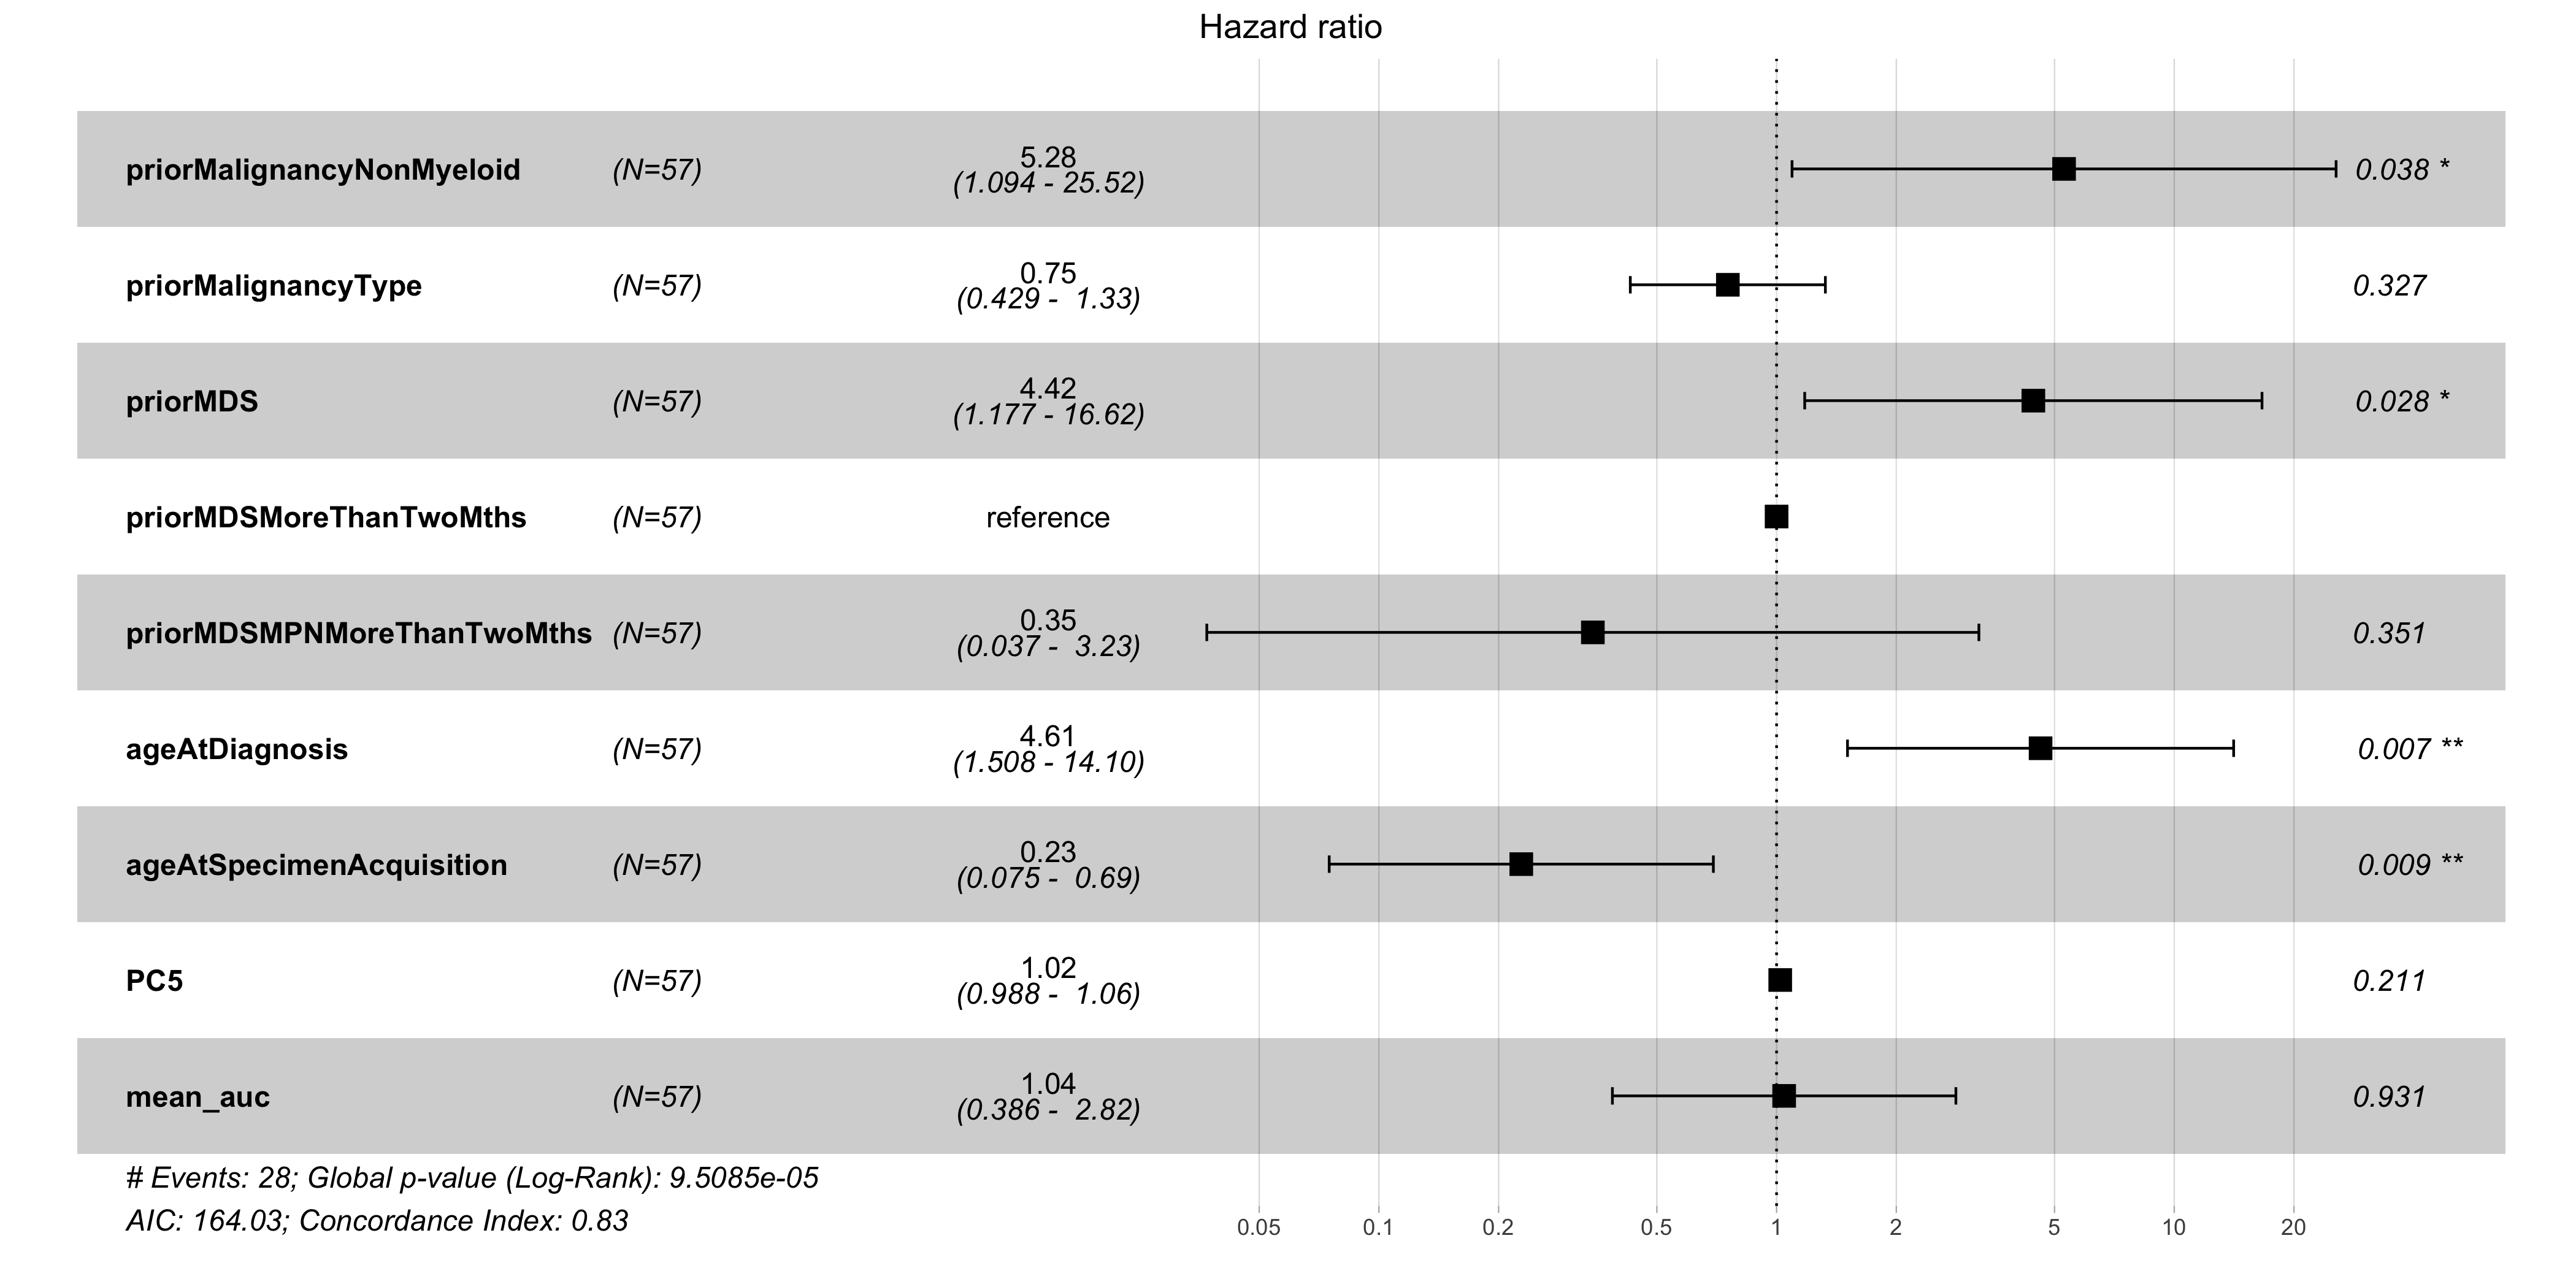 Hazard ratio
priorMalignancyNonMyeloid (N=57) 5.28 (1.094 - 25.52) 0.038 *
priorMalignancyType (N=57) 0.75 (0.429 - 1.33) 0.327
priorMDS (N=57) 4.42 (1.177 - 16.62) 0.028 *
priorMDSMoreThanTwoMths (N=57) reference
priorMDSMPNMoreThanTwoMths (N=57) 0.35 (0.037 - 3.23) 0.351
ageAtDiagnosis (N=57) 4.61 (1.508 - 14.10) 0.007 **
ageAtSpecimenAcquisition (N=57) 0.23 (0.075 - 0.69) 0.009 **
PC5 (N=57) 1.02 (0.988 - 1.06) 0.211
mean_auc (N=57) 1.04 (0.386 - 2.82) 0.931
# Events: 28; Global p-value (Log-Rank): 9.5085e-05
AIC: 164.03; Concordance Index: 0.83
0.05 0.1 0.2 0.5 1 2 5 10 20